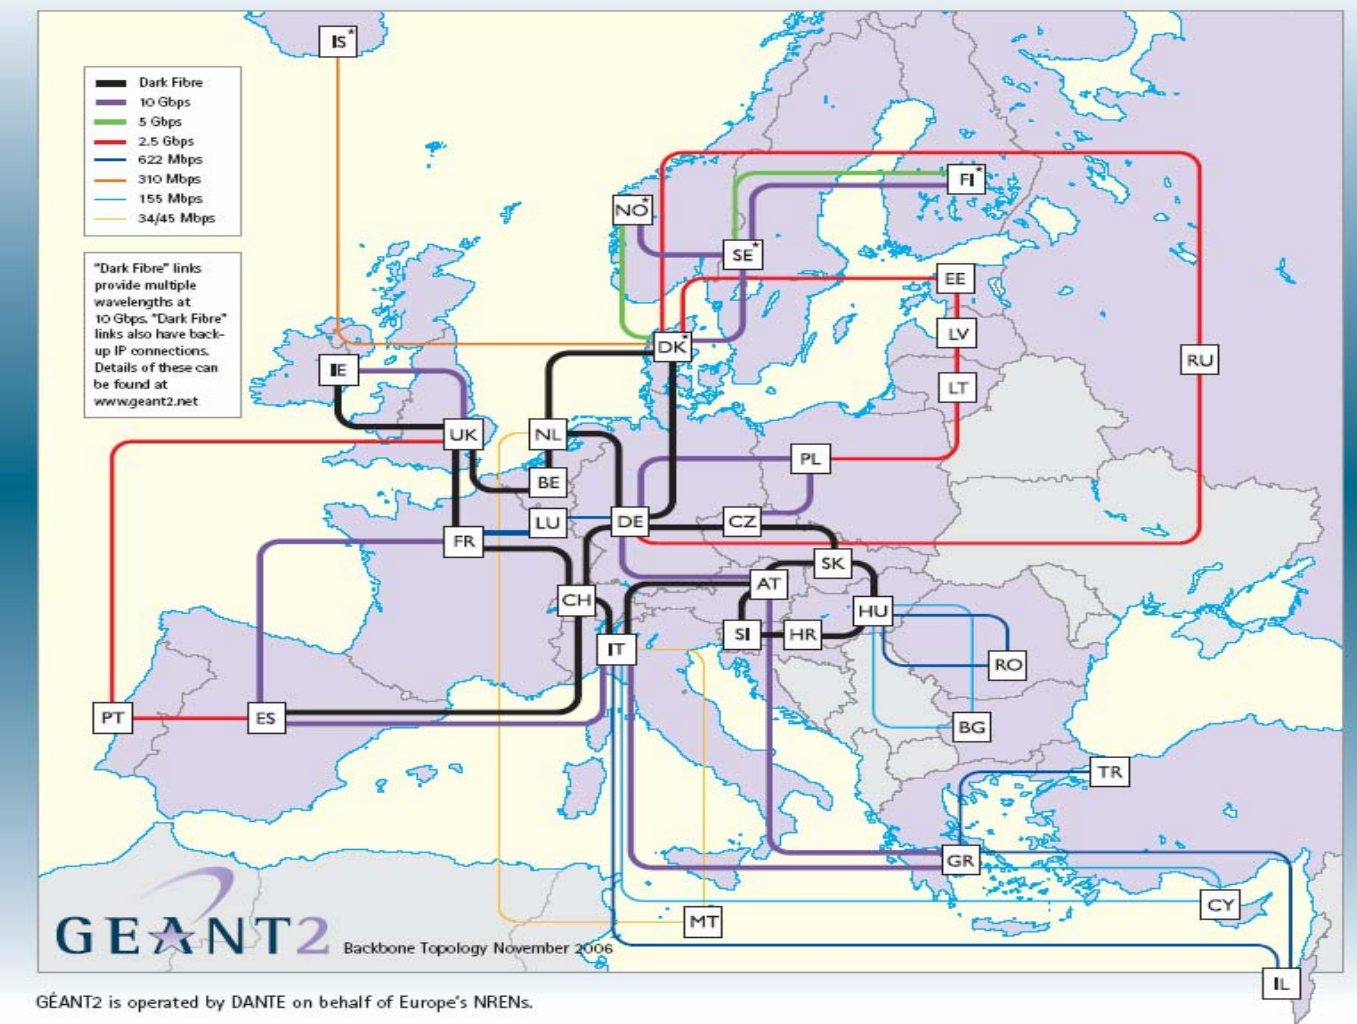 IS*
Dark Fibre
10 Gbps
5 Gbps
2.5 Gbps
622 Mbps
310 Mbps
155 Mbps
34/45 Mbps
"Dark Fibre" links
provide multiple
wavelengths at
10 Gbps. "Dark Fibre"
links also have back-
up IP connections.
Details of these can
be found at
www.geant2.net
FI*
NO*
SE*
EE
LV
DK*
RU
IE
LT
UK
NL
PL
BE
LU
DE
CZ
FR
SK
AT
CH
HU
SI
HR
IT
RO
PT
ES
BG
TR
GR
CY
MT
GEANT2
Backbone Topology November 2006
IL
GÉANT2 is operated by DANTE on behalf of Europe's NRENs.